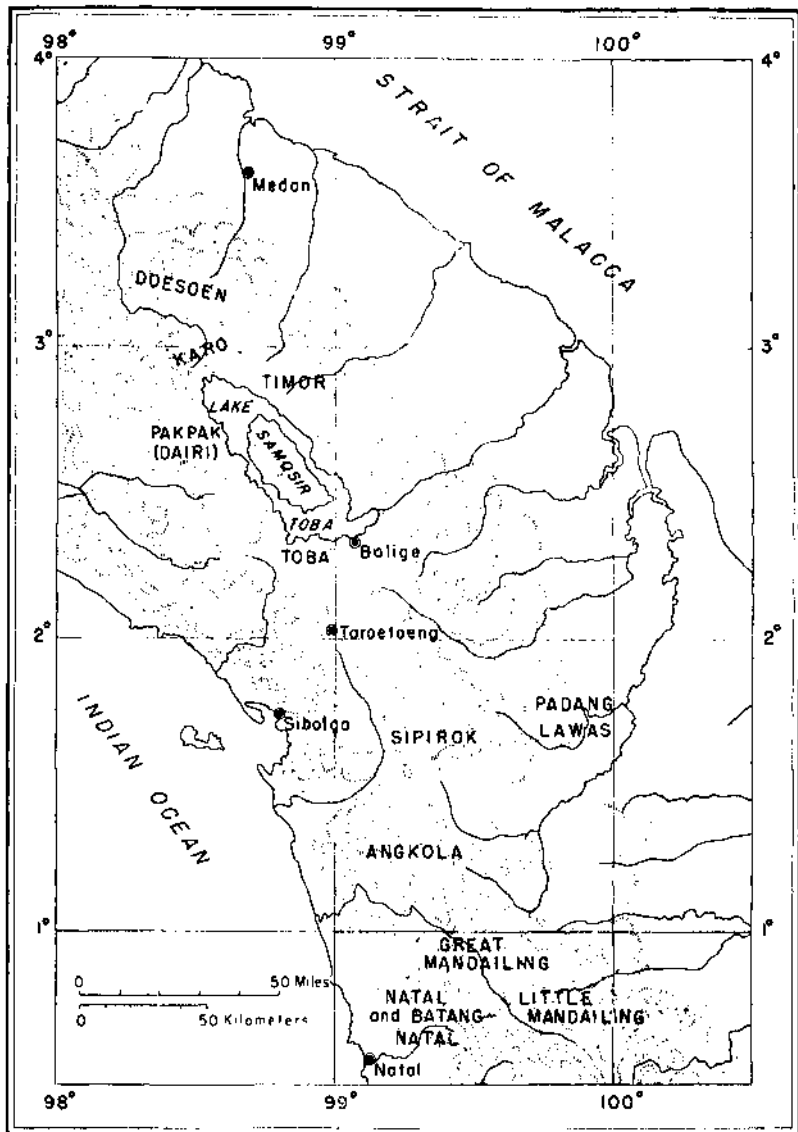 98°
99°
100°
4°
4°
STRAIT OF MALACCA
Medan
DOESOEN
3°
3°
KARO
TIMOR
LAKE
PAKPAK
(DAIRI)
SAMOSIR
TOBA
TOBA
Balige
2°
2°
Taroetoeng
INDIAN OCEAN
Sibolga
PADANG
LAWAS
SIPIROK
ANGKOLA
1°
1°
GREAT
MANDAILING
0 50 Miles
0 50 Kilometers
NATAL
and BATANG
NATAL
LITTLE
MANDAILING
Natal
98°
99°
100°